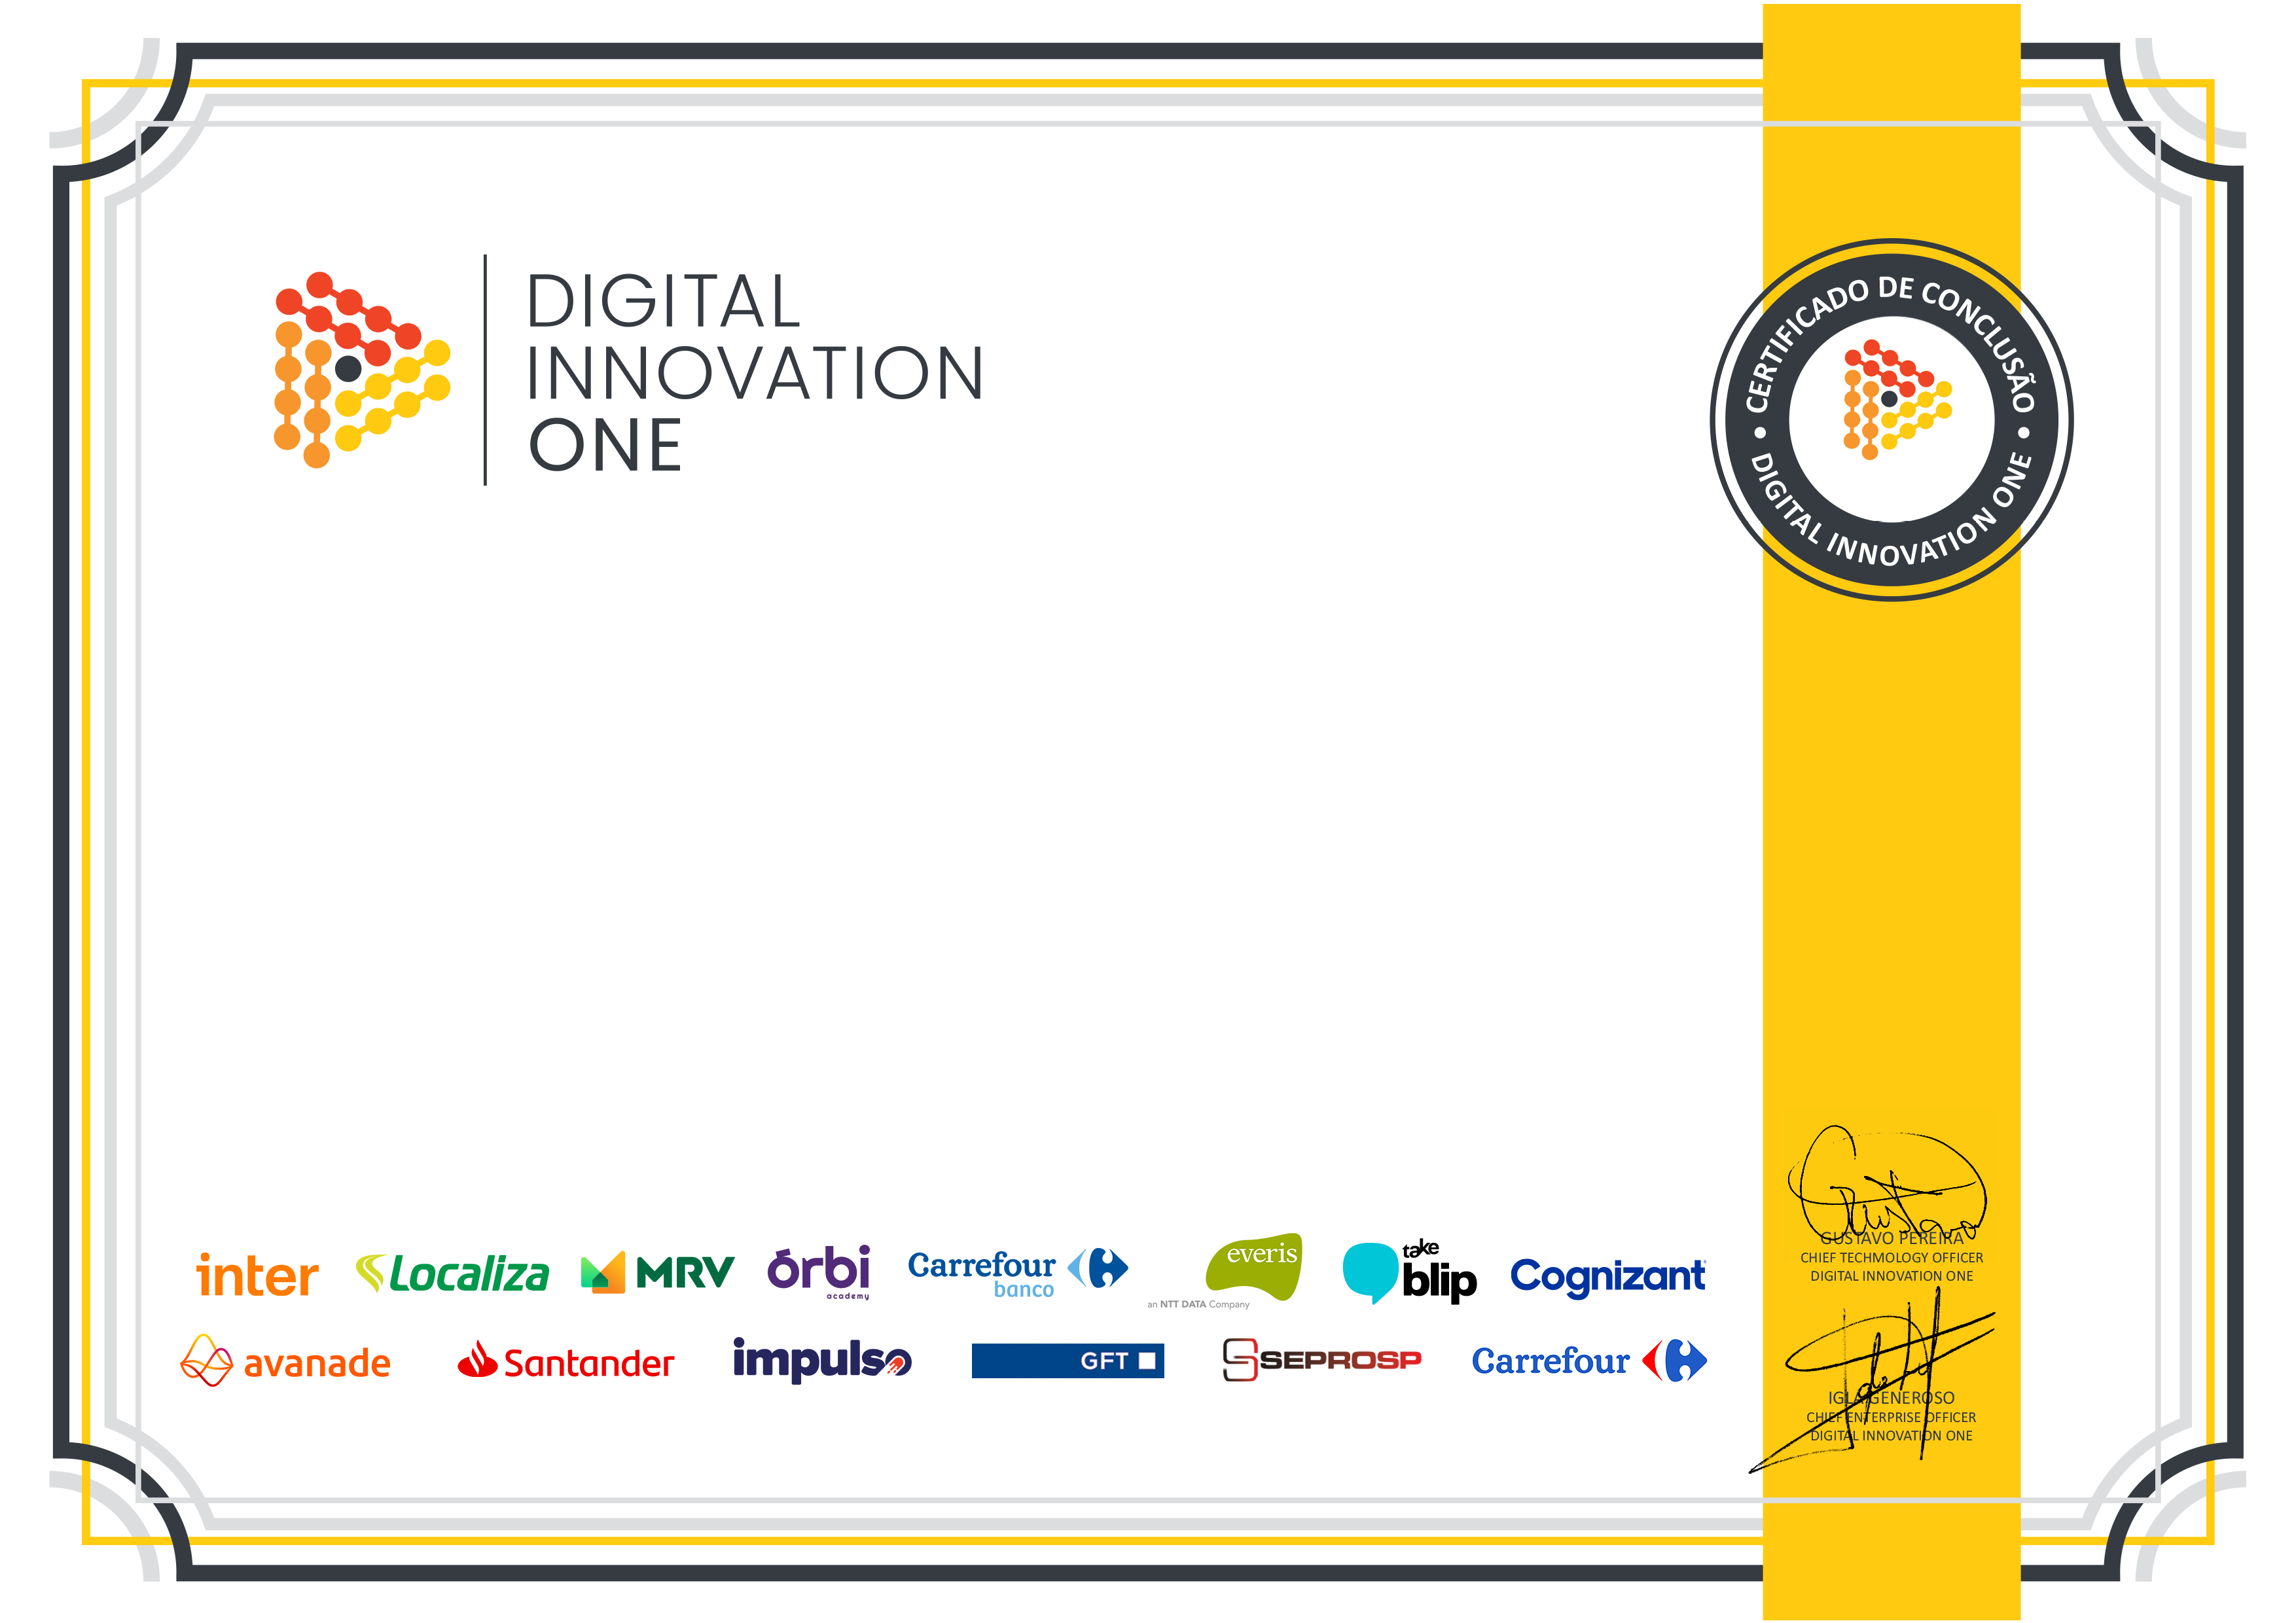 DIGITAL
INNOVATION
ONE
CERTIFICADO DE CONCLUSÃO
DIGITAL INNOVATION ONE
GUSTAVO PEREIRA
CHIEF TECHMOLOGY OFFICER
DIGITAL INNOVATION ONE
inter
Localiza
MRV
órbi
academy
Carrefour
banco
everis
an NTT DATA Company
take
blip
Cognizant
avanade
Santander
impulso
GFT
SEPROSP
Carrefour
IGLA GENEROSO
CHIEF ENTERPRISE OFFICER
DIGITAL INNOVATION ONE